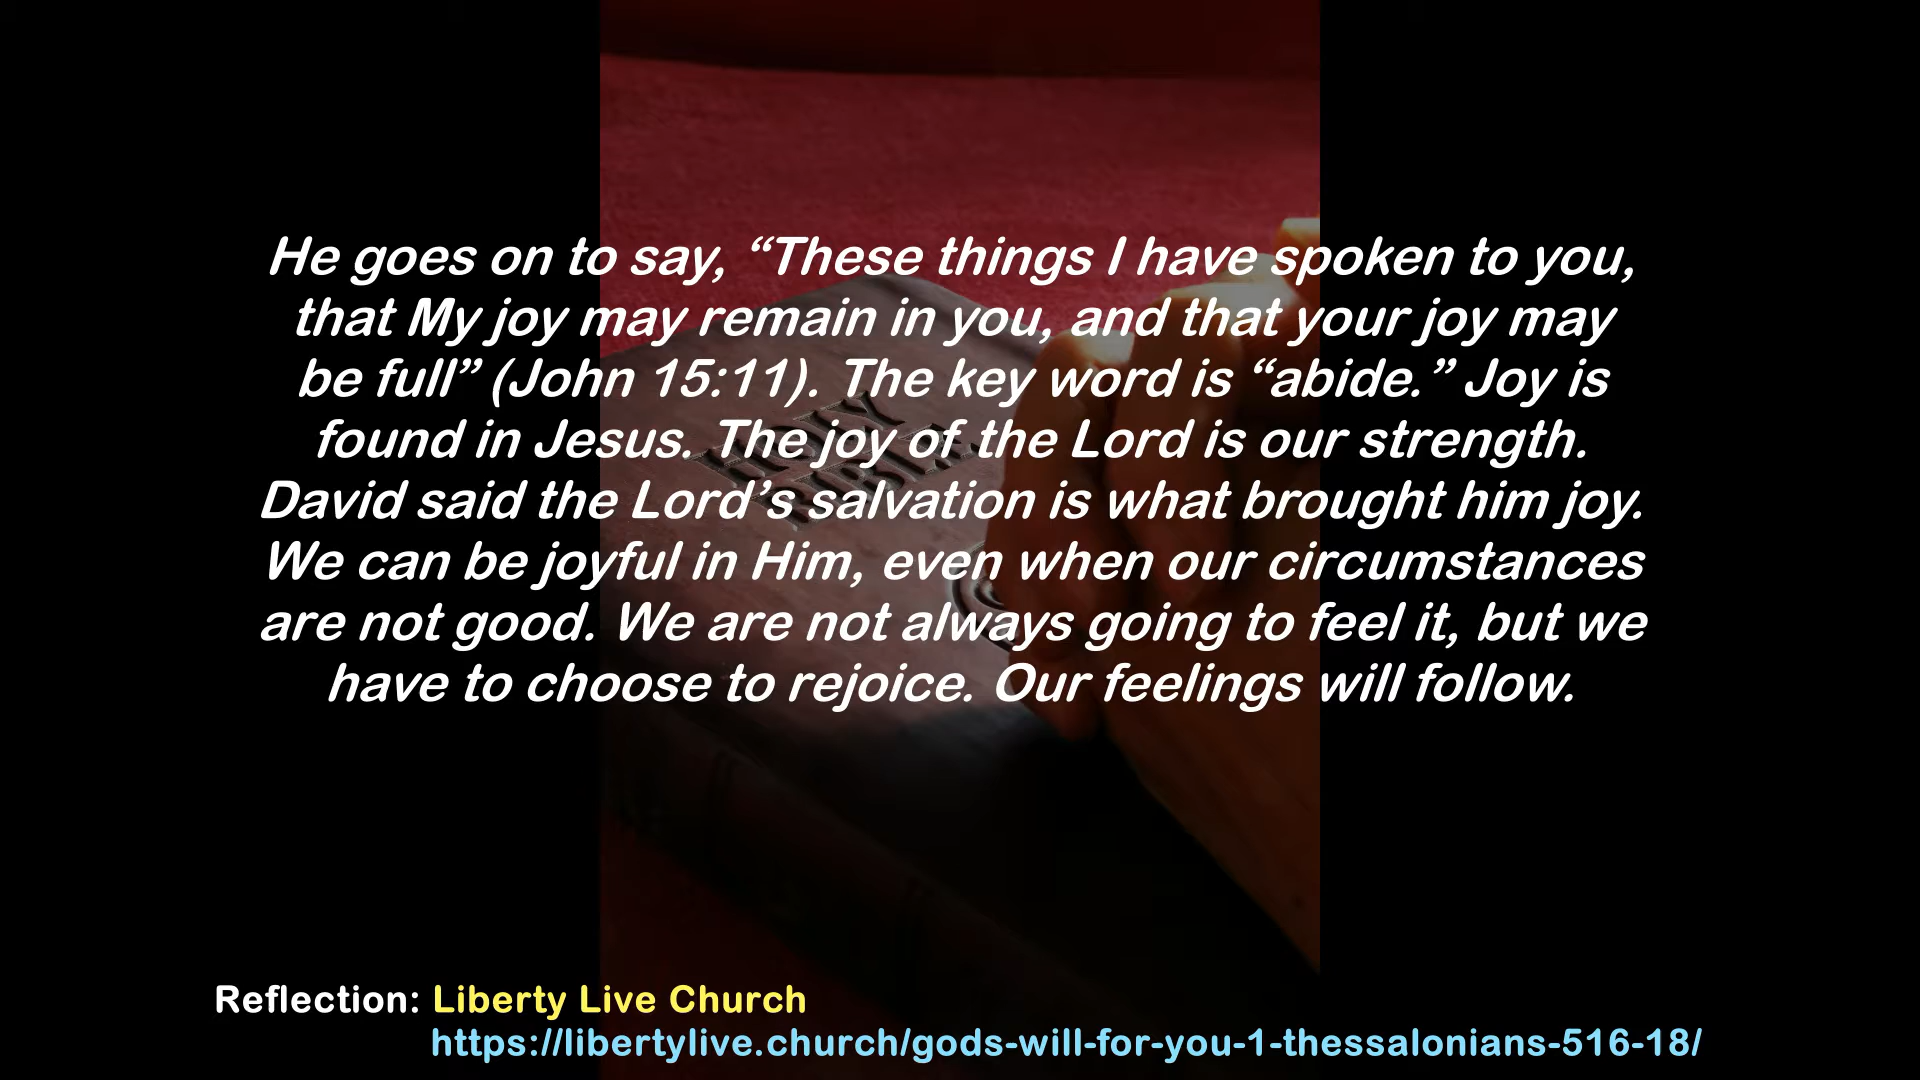 He goes on to say, “These things I have spoken to you,
that My joy may remain in you, and that your joy may
be full” (John 15:11). The key word is “abide.” Joy is
found in Jesus. The joy of the Lord is our strength.
David said the Lord’s salvation is what brought him joy.
We can be joyful in Him, even when our circumstances
are not good. We are not always going to feel it, but we
have to choose to rejoice. Our feelings will follow.
HOLY
BIBLE
Reflection: Liberty Live Church
https://libertylive.church/gods-will-for-you-1-thessalonians-516-18/